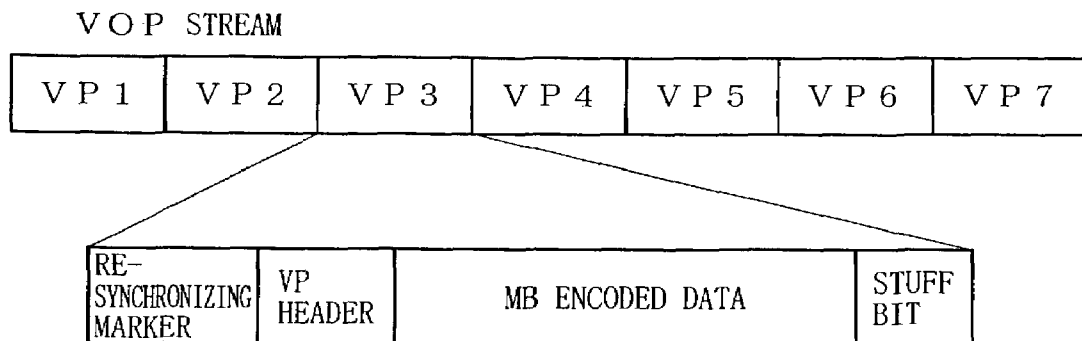 VOP STREAM
VP1 VP2 VP3 VP4 VP5 VP6 VP7
RE-
SYNCHRONIZING
MARKER
VP
HEADER
MB ENCODED DATA
STUFF
BIT